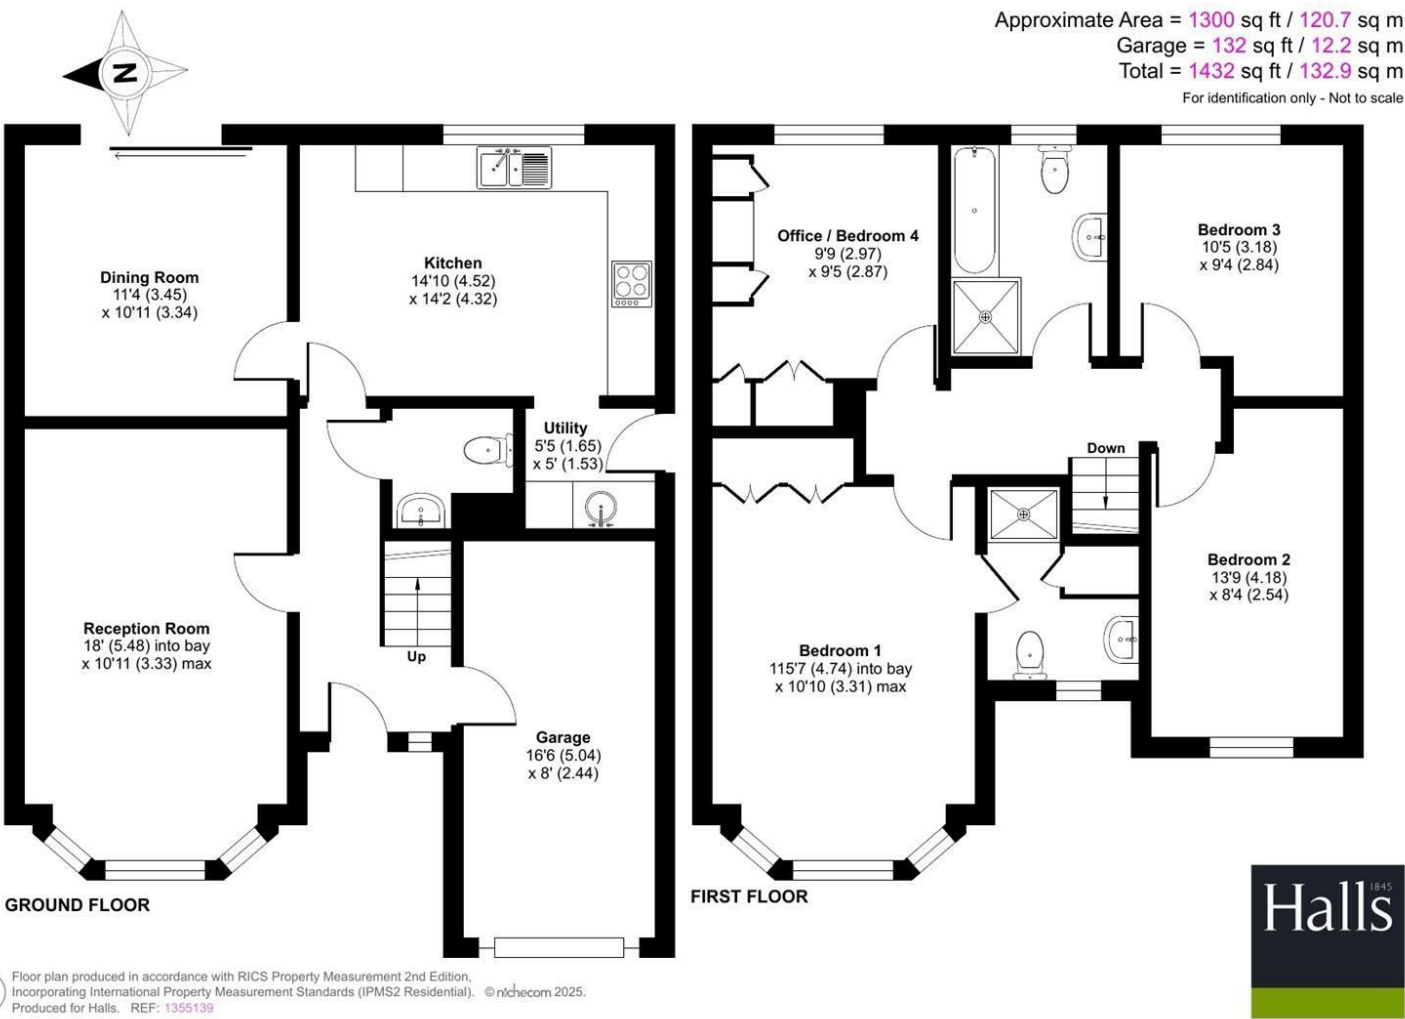 Approximate Area = 1300 sq ft / 120.7 sq m
Garage = 132 sq ft / 12.2 sq m
Total = 1432 sq ft / 132.9 sq m
For identification only - Not to scale
N
Dining Room
11'4 (3.45)
x 10'11 (3.34)
Kitchen
14'10 (4.52)
x 14'2 (4.32)
Utility
5'5 (1.65)
x 5' (1.53)
Reception Room
18' (5.48) into bay
x 10'11 (3.33) max
Up
Garage
16'6 (5.04)
x 8' (2.44)
GROUND FLOOR
Office / Bedroom 4
9'9 (2.97)
x 9'5 (2.87)
Bedroom 3
10'5 (3.18)
x 9'4 (2.84)
Down
Bedroom 2
13'9 (4.18)
x 8'4 (2.54)
Bedroom 1
115'7 (4.74) into bay
x 10'10 (3.31) max
FIRST FLOOR
Halls 1845
Floor plan produced in accordance with RICS Property Measurement 2nd Edition,
Incorporating International Property Measurement Standards (IPMS2 Residential). © nichecom 2025.
Produced for Halls. REF: 1355139